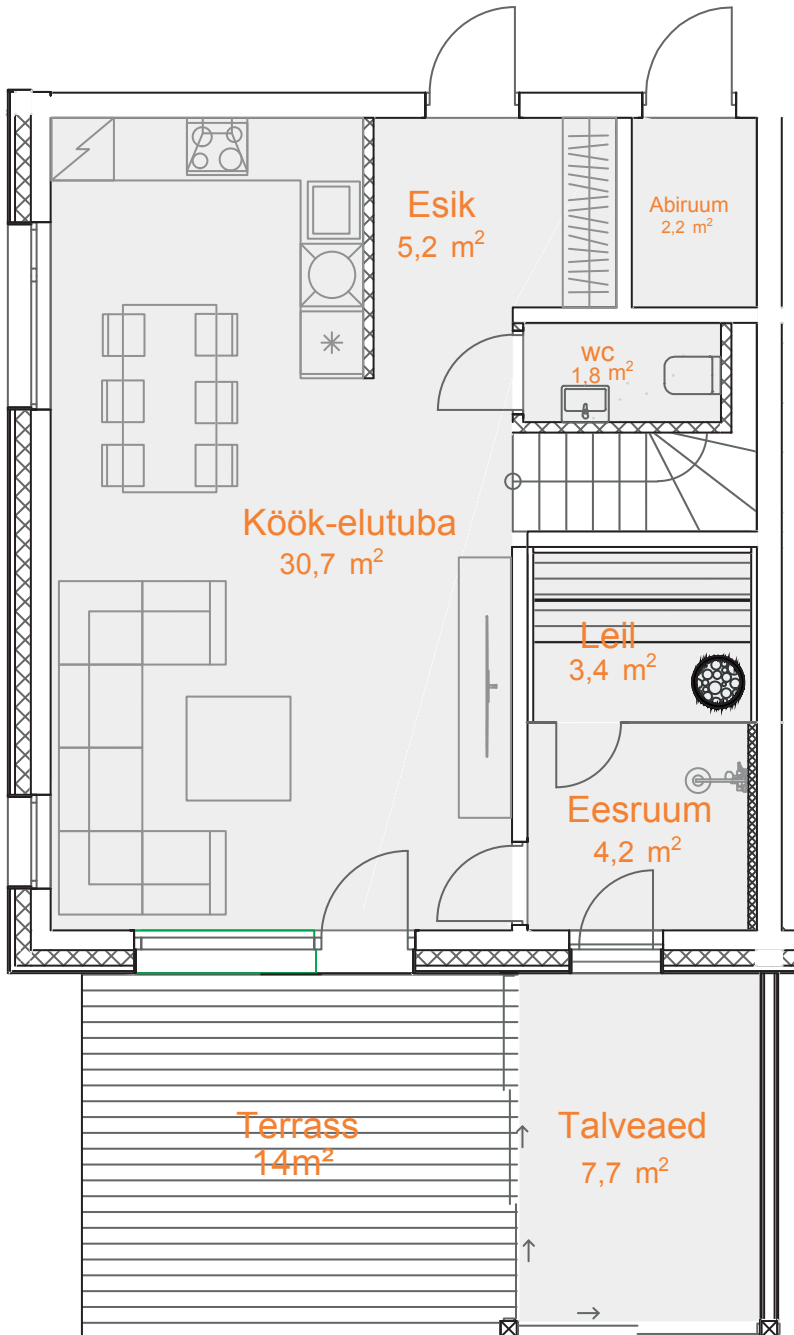 Esik
5,2 m²
Abiruum
2,2 m²
wc
1,8 m²
Köök-elutuba
30,7 m²
Leil
3,4 m²
Eesruum
4,2 m²
Terrass
14m²
Talveaed
7,7 m²